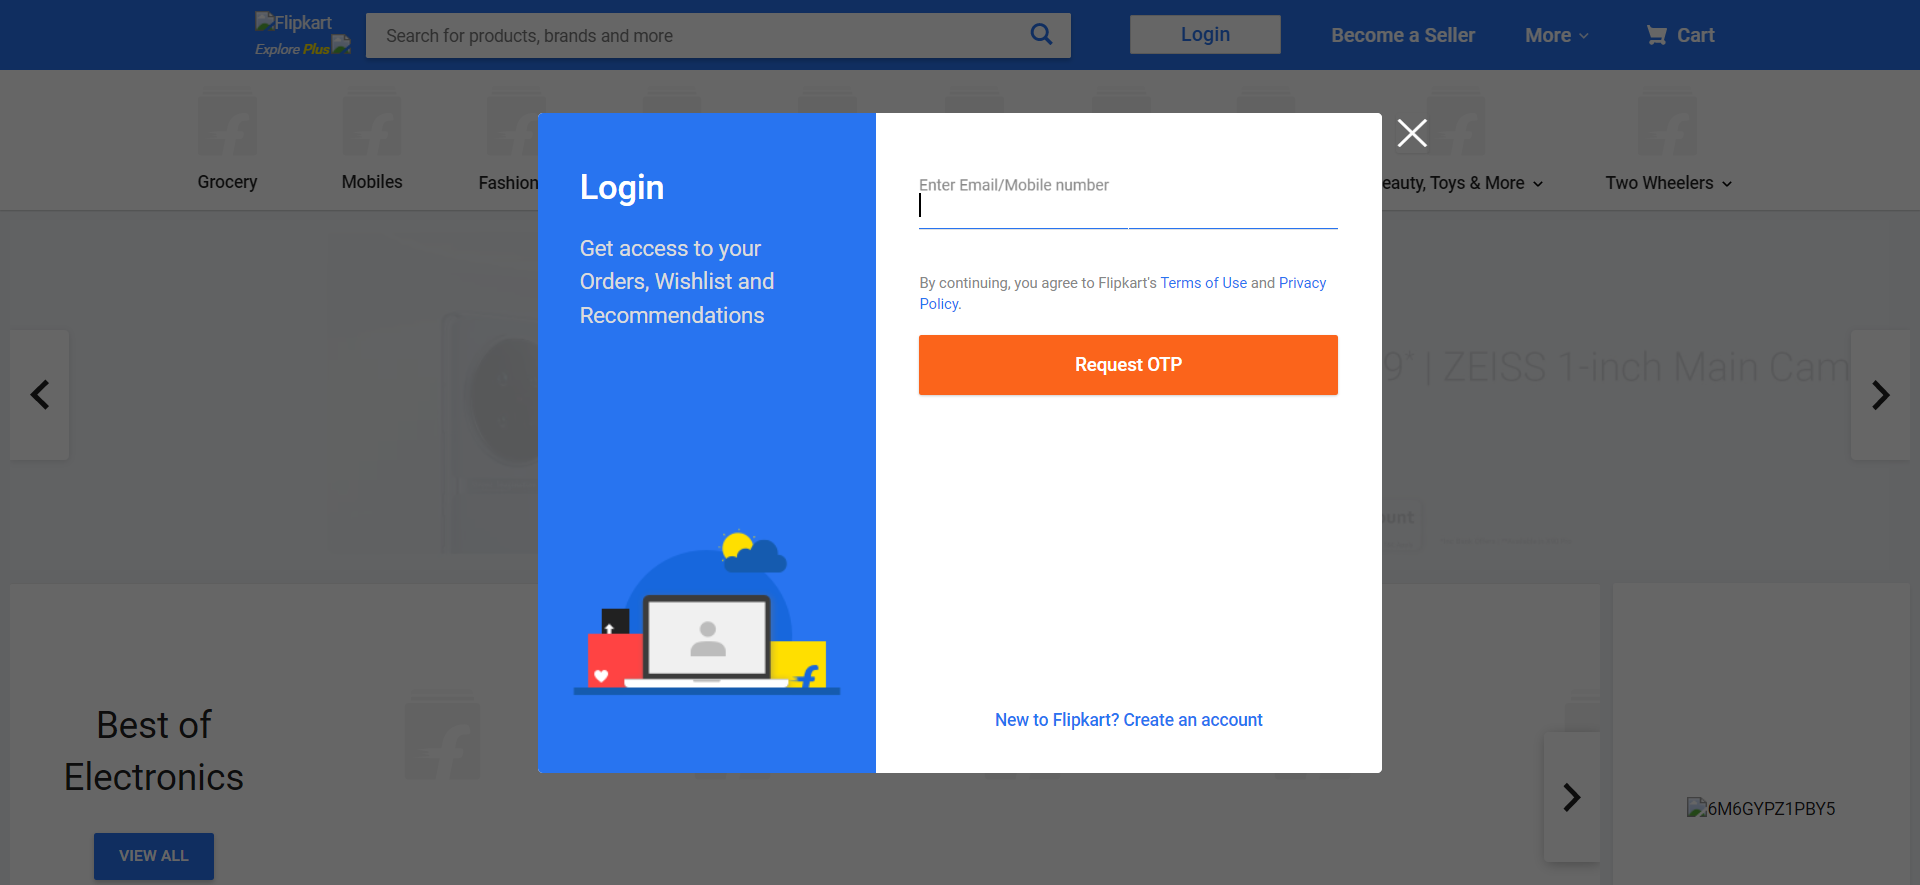 Flipkart
Explore Plus
Search for products, brands and more
Login
Become a Seller
More
Cart
Grocery
Mobiles
Fashion
eauty, Toys & More
Two Wheelers
Login
Get access to your
Orders, Wishlist and
Recommendations
Enter Email/Mobile number
By continuing, you agree to Flipkart's Terms of Use and Privacy
Policy.
Request OTP
New to Flipkart? Create an account
9* | ZEISS 1-inch Main Cam
unt
Best of
Electronics
VIEW ALL
6M6GYPZ1PBY5